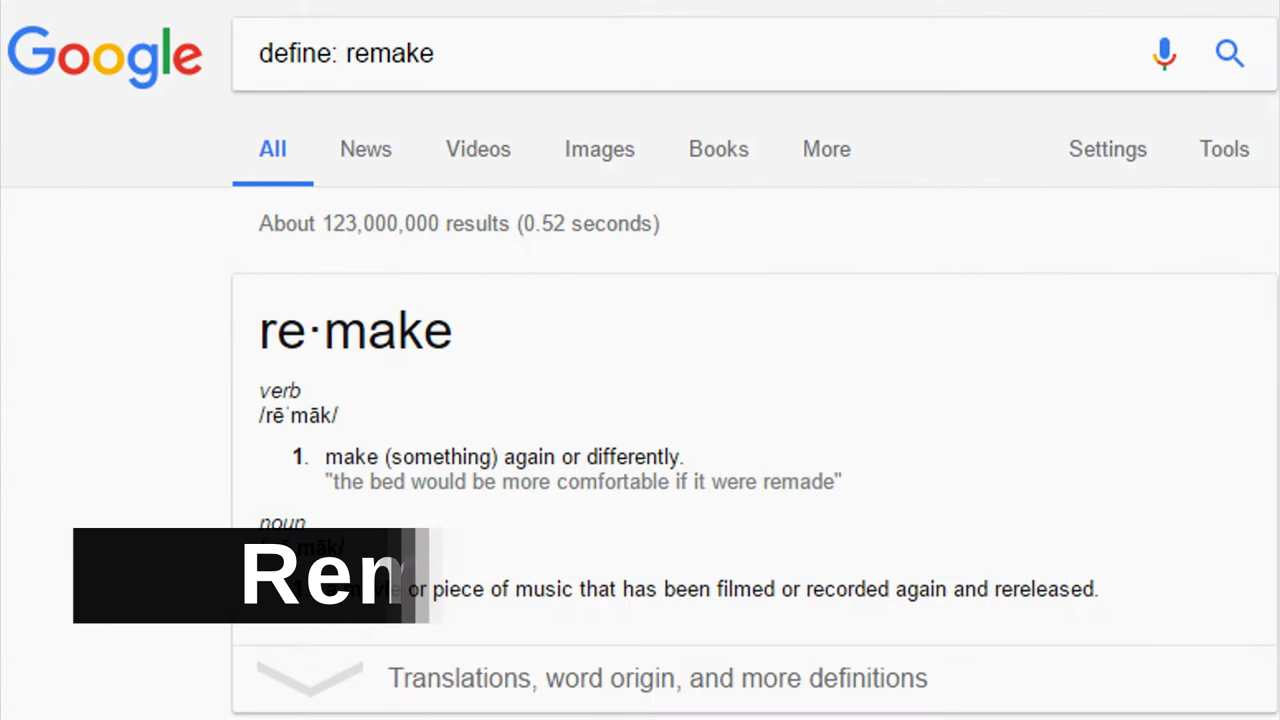 Google
define: remake
All News Videos Images Books More Settings Tools
About 123,000,000 results (0.52 seconds)
re·make
verb
/rēˈmāk/
1. make (something) again or differently.
"the bed would be more comfortable if it were remade"
noun
Rem
or piece of music that has been filmed or recorded again and rereleased.
Translations, word origin, and more definitions